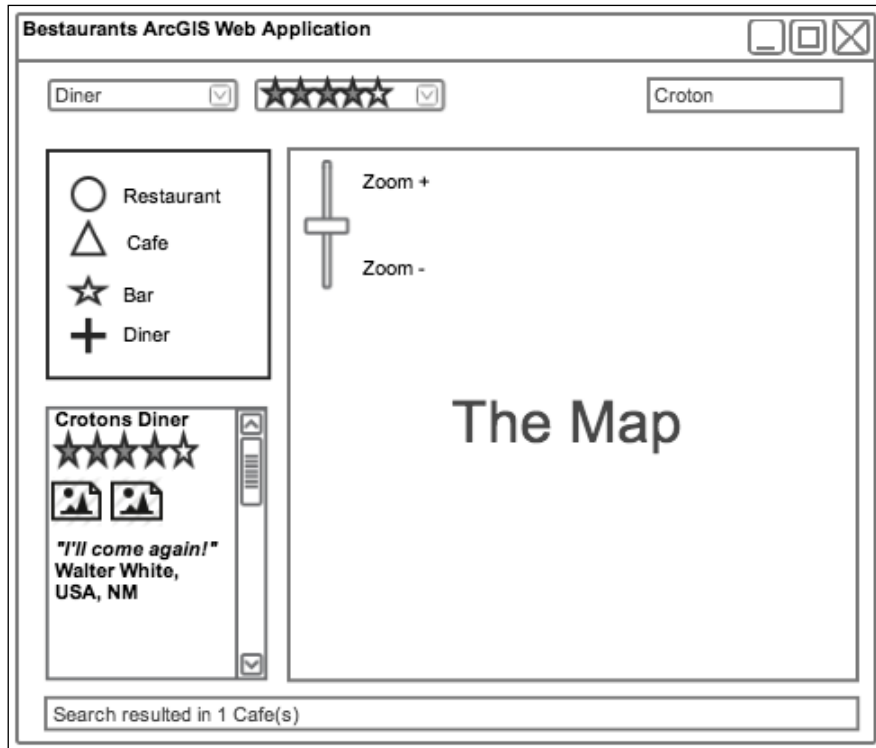 Bestaurants ArcGIS Web Application
Diner
Croton
Restaurant
Cafe
Bar
Diner
Zoom +
Zoom -
The Map
Crotons Diner
"I'll come again!"
Walter White,
USA, NM
Search resulted in 1 Cafe(s)